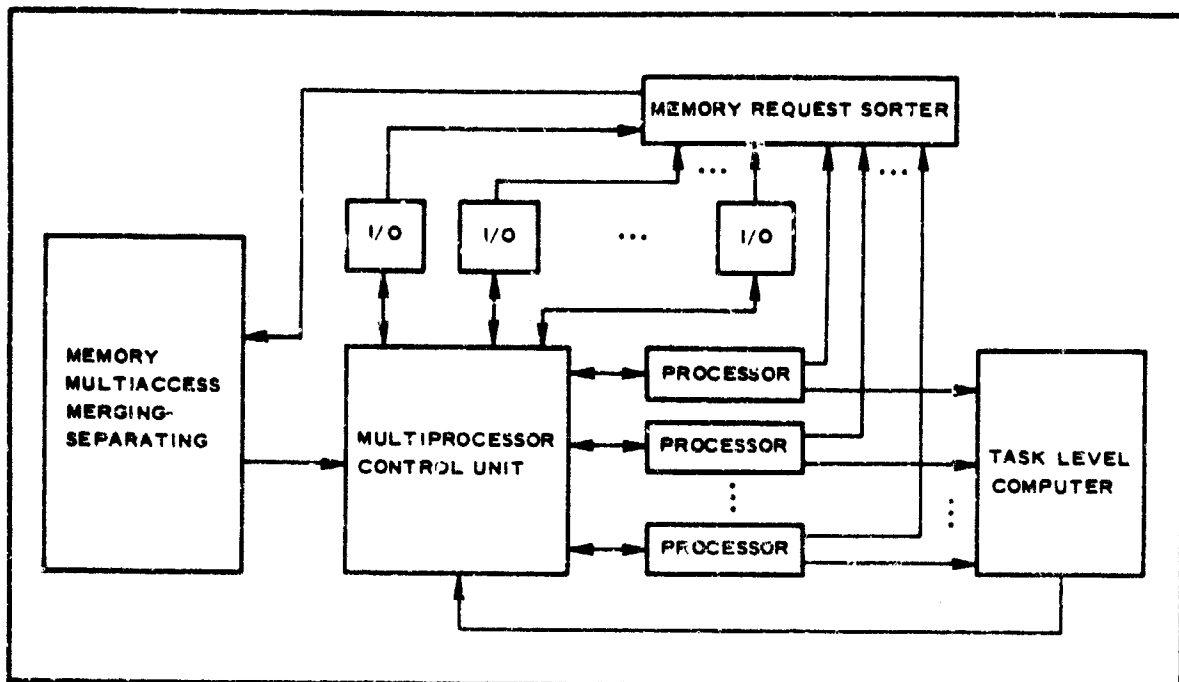 MEMORY REQUEST SORTER
...
...
I/O
I/O
...
I/O
MEMORY
MULTIACCESS
MERGING-
SEPARATING
MULTIPROCESSOR
CONTROL UNIT
PROCESSOR
PROCESSOR
...
PROCESSOR
TASK LEVEL
COMPUTER
...